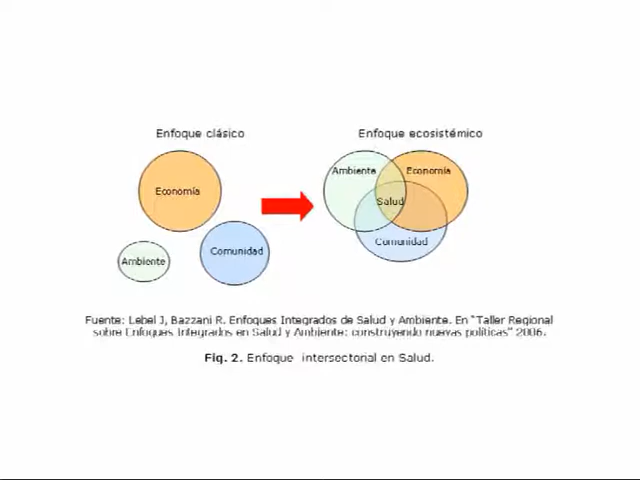 Enfoque clásico
Enfoque ecosistémico
Economía
Ambiente
Comunidad
Ambiente
Economía
Salud
Comunidad
Fuente: Lebel J, Bazzani R. Enfoques Integrados de Salud y Ambiente. En "Taller Regional
sobre Enfoques Integrados en Salud y Ambiente: construyendo nuevas políticas" 2006.
Fig. 2. Enfoque intersectorial en Salud.